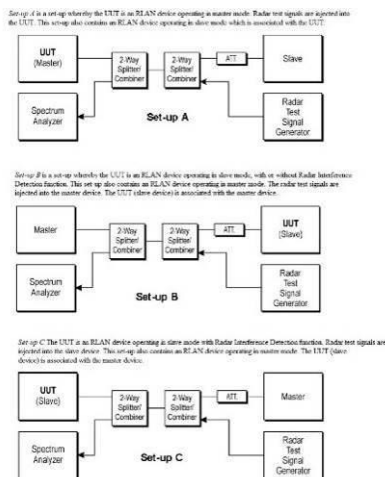 Set-up A is a set-up whereby the UUT is an RLAN device operating in master mode. Radar test signals are injected into
the UUT. This set-up also contains an RLAN device operating in slave mode which is associated with the UUT.
UUT
(Master)
2-Way
Splitter/
Combiner
2-Way
Splitter/
Combiner
ATT.
Slave
Spectrum
Analyzer
Set-up A
Radar
Test
Signal
Generator
Set-up B is a set-up whereby the UUT is an RLAN device operating in slave mode, with or without Radar Interference
Detection function. This set-up also contains an RLAN device operating in master mode. The radar test signals are
injected into the master device. The UUT (slave device) is associated with the master device.
Master
2-Way
Splitter/
Combiner
2-Way
Splitter/
Combiner
ATT.
UUT
(Slave)
Spectrum
Analyzer
Set-up B
Radar
Test
Signal
Generator
Set-up C The UUT is an RLAN device operating in slave mode with Radar Interference Detection function. Radar test signals are
injected into the slave device. This set-up also contains an RLAN device operating in master mode. The UUT (slave
device) is associated with the master device.
UUT
(Slave)
2-Way
Splitter/
Combiner
2-Way
Splitter/
Combiner
ATT.
Master
Spectrum
Analyzer
Set-up C
Radar
Test
Signal
Generator